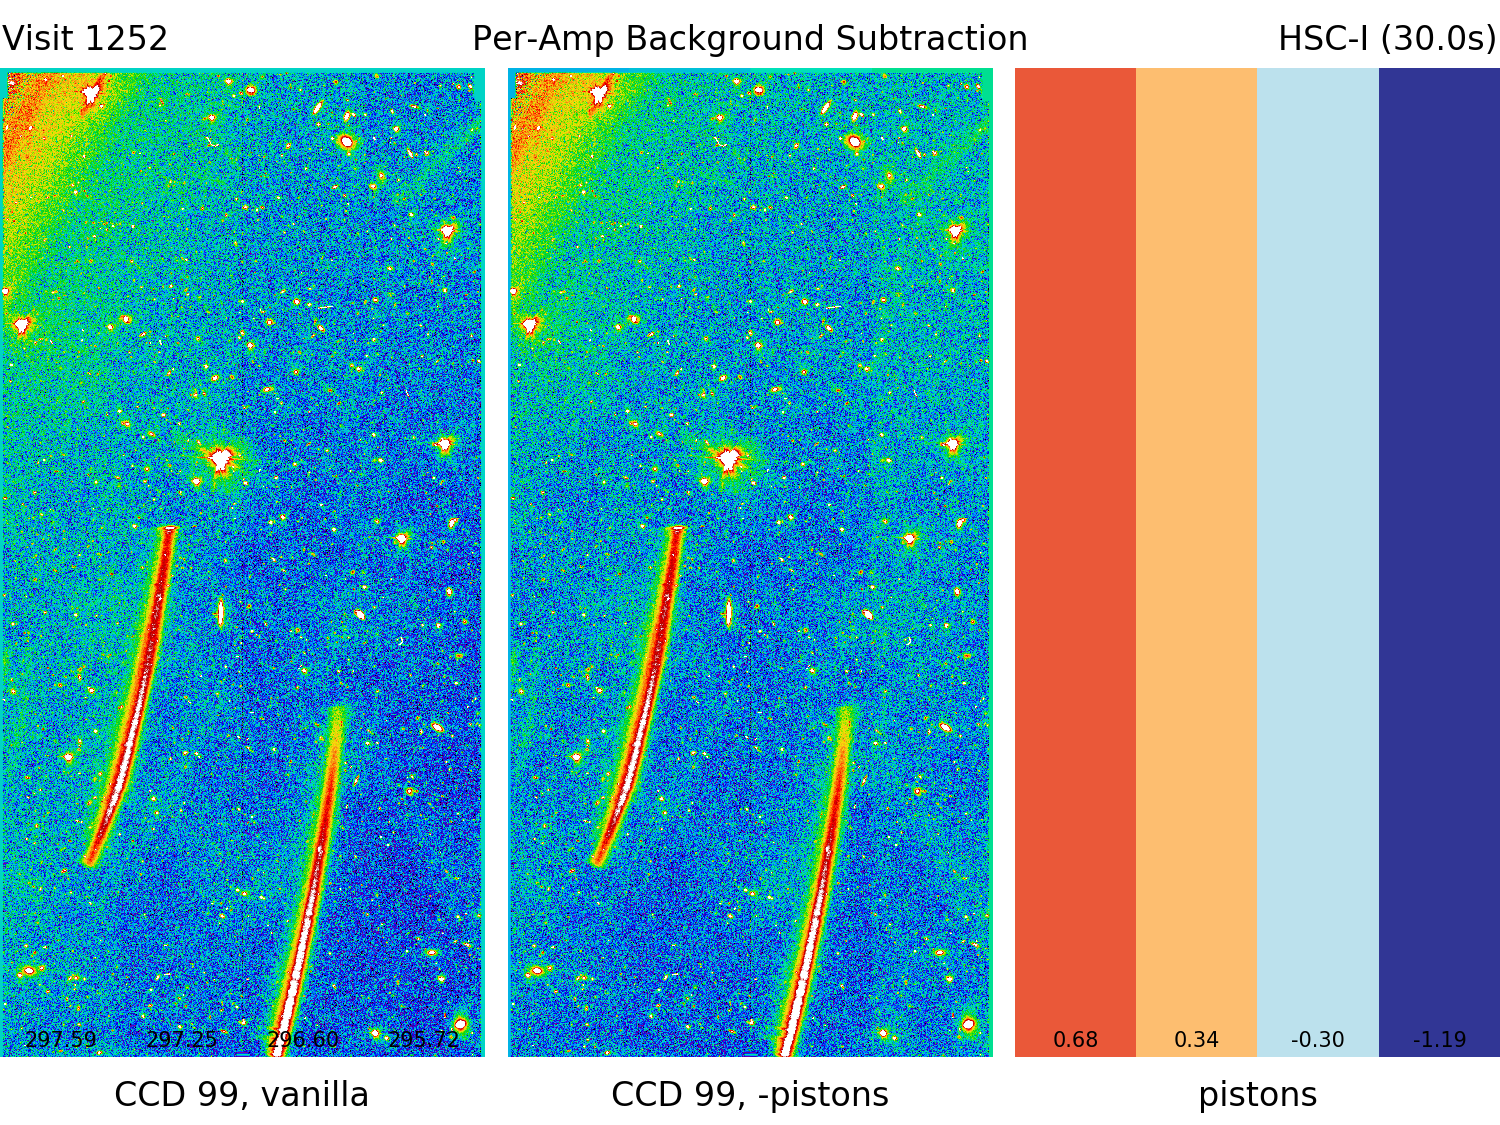 Visit 1252 Per-Amp Background Subtraction HSC-I (30.0s)
297.59 297.25 296.60 295.72 0.68 0.34 -0.30 -1.19
CCD 99, vanilla CCD 99, -pistons pistons